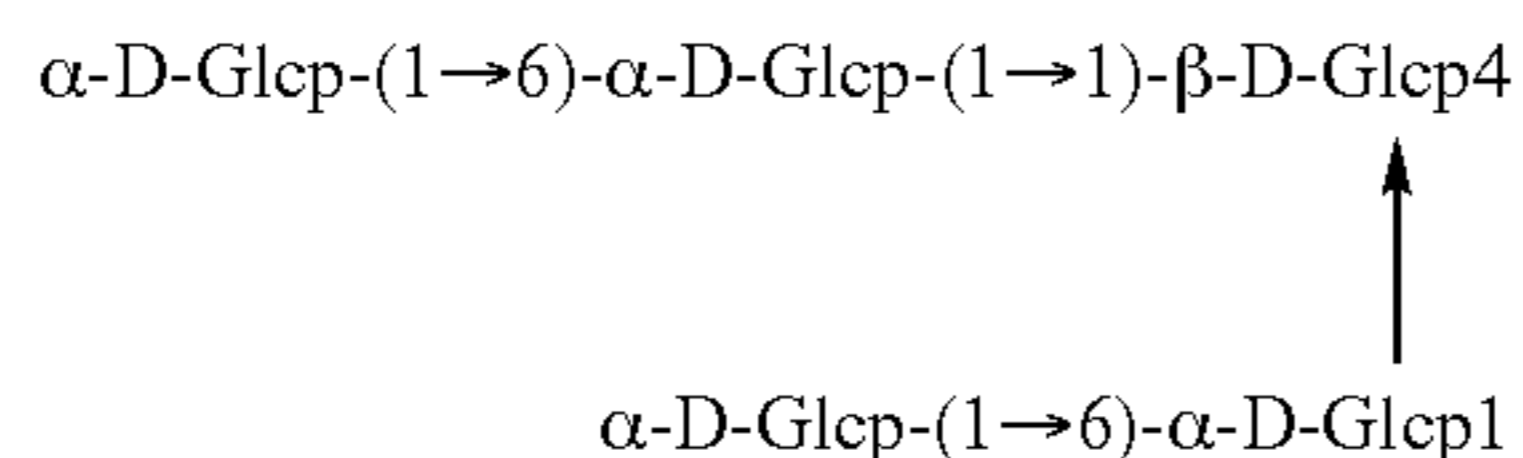 α-D-Glcp-(1→6)-α-D-Glcp-(1→1)-β-D-Glcp4
α-D-Glcp-(1→6)-α-D-Glcp1